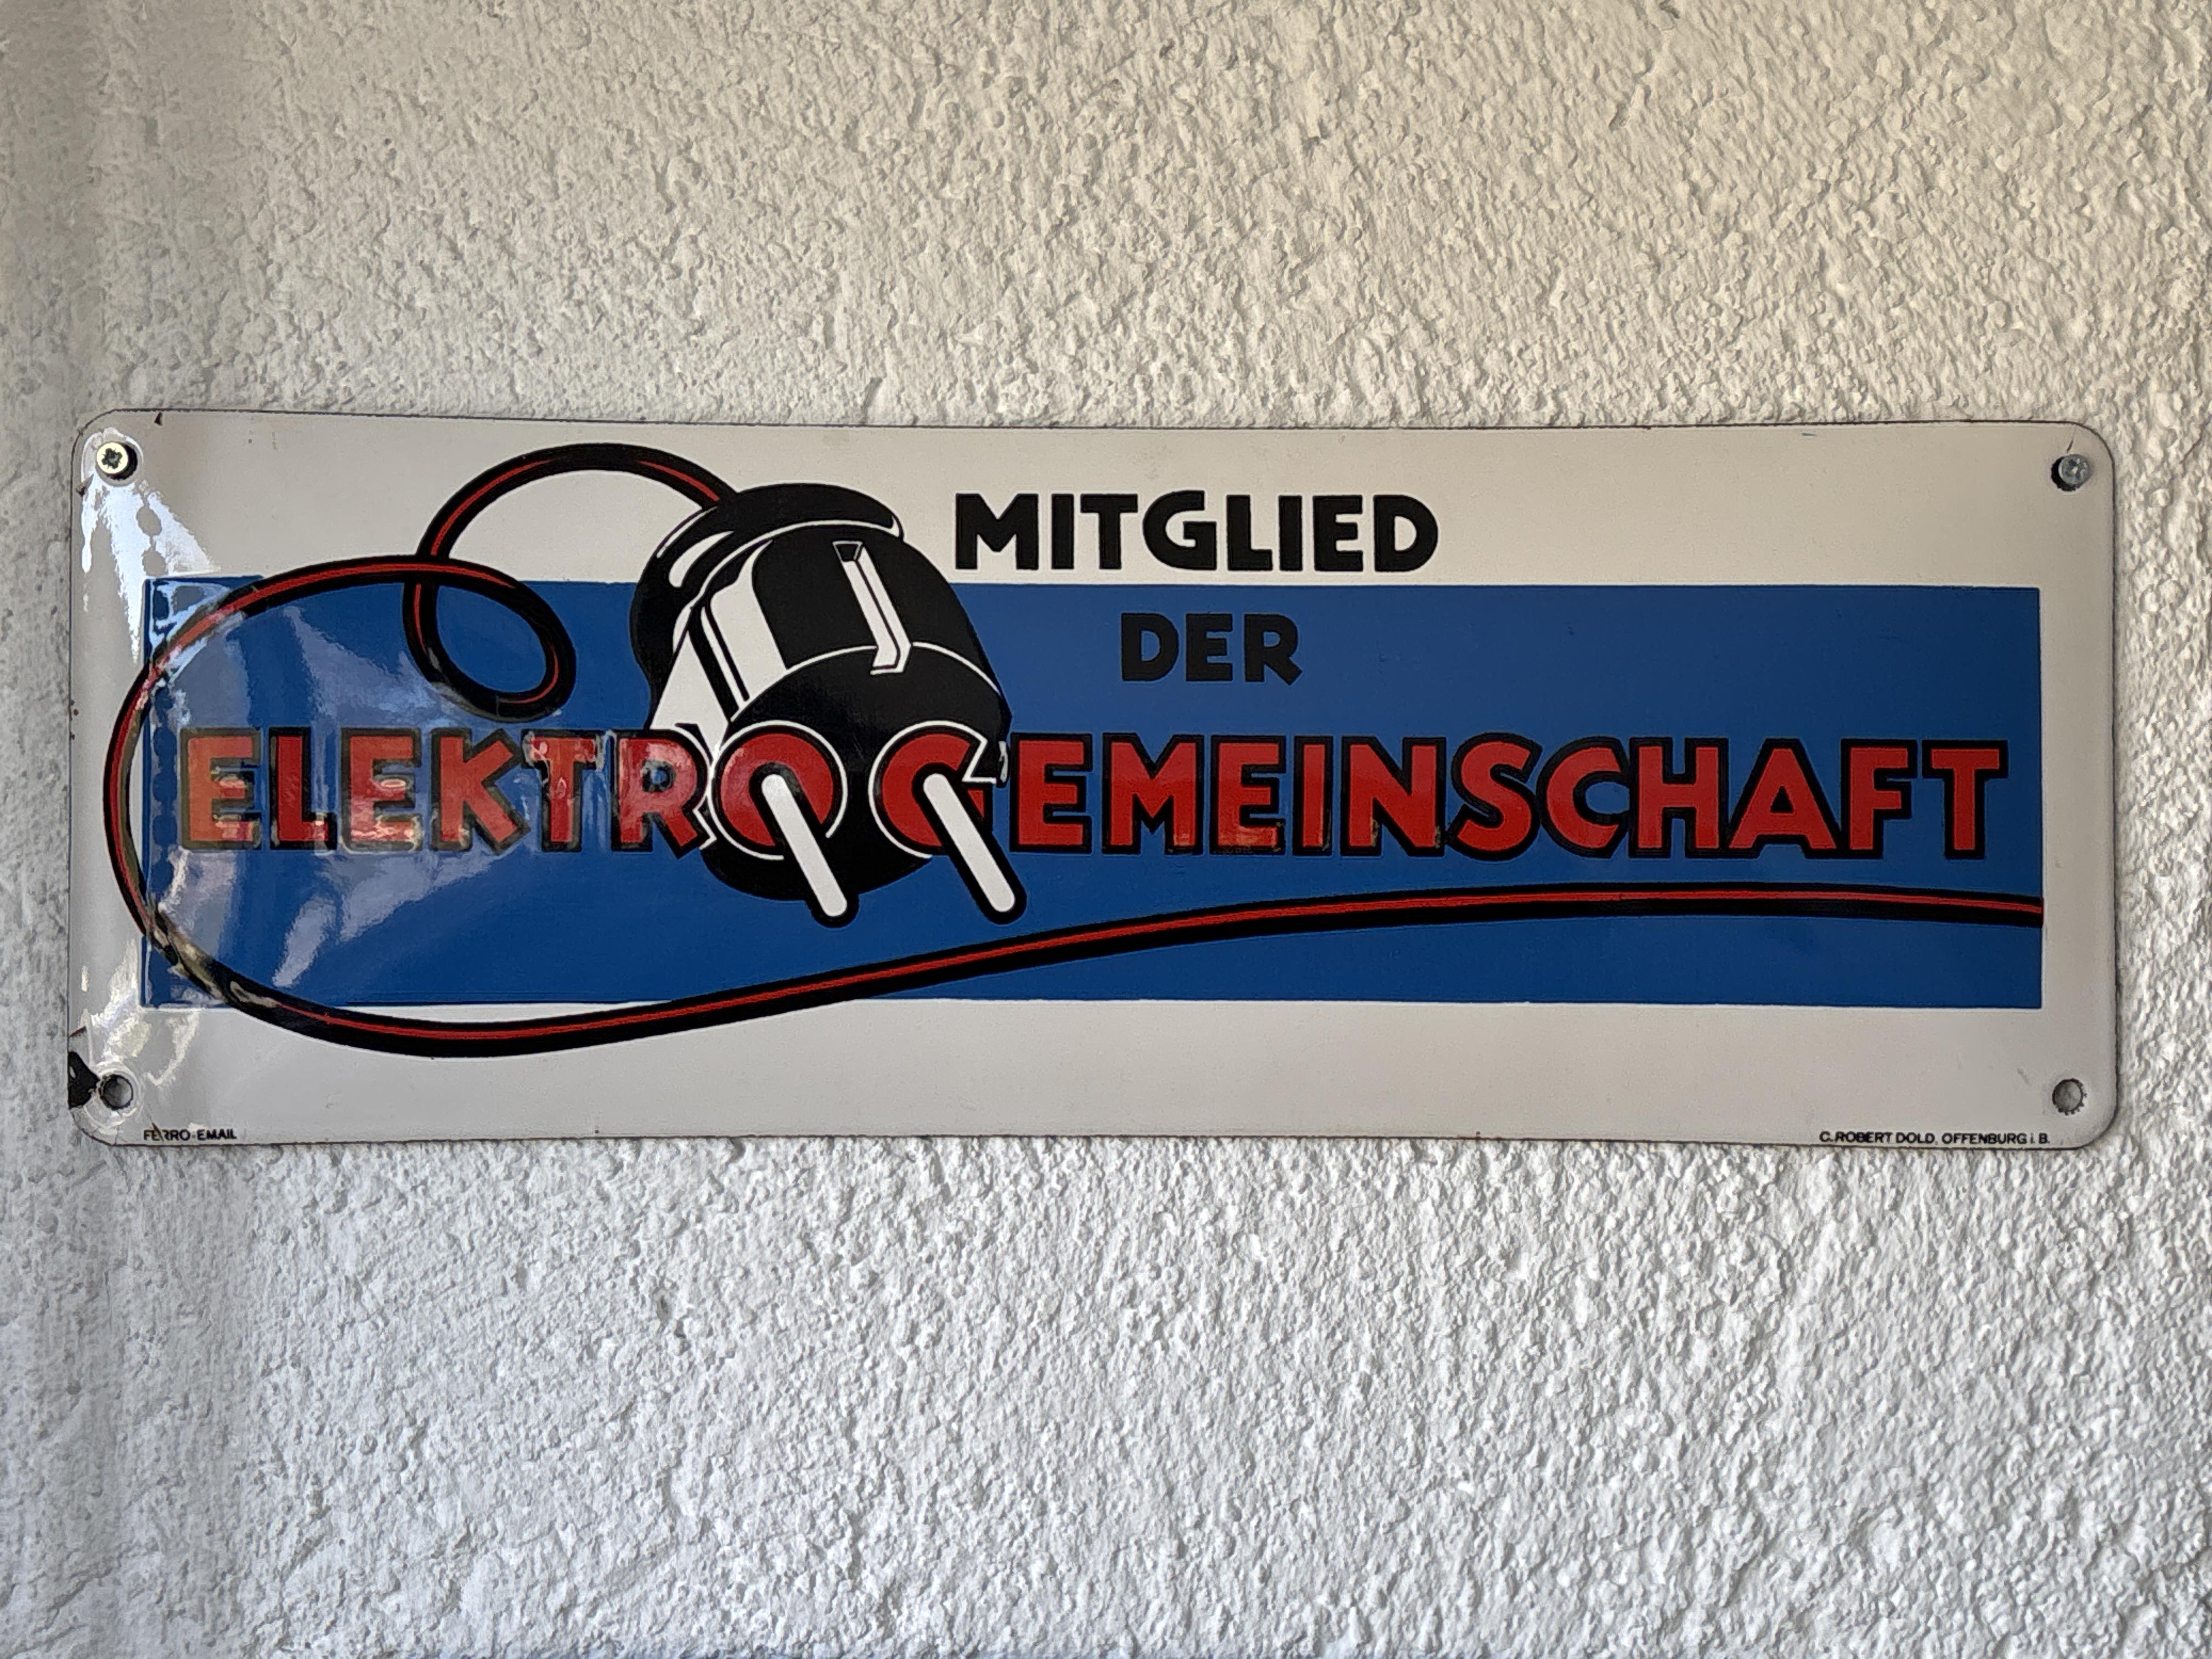 MITGLIED
DER
ELEKTROGEMEINSCHAFT
FERRO-EMAIL
C. ROBERT DOLD, OFFENBURG i. B.